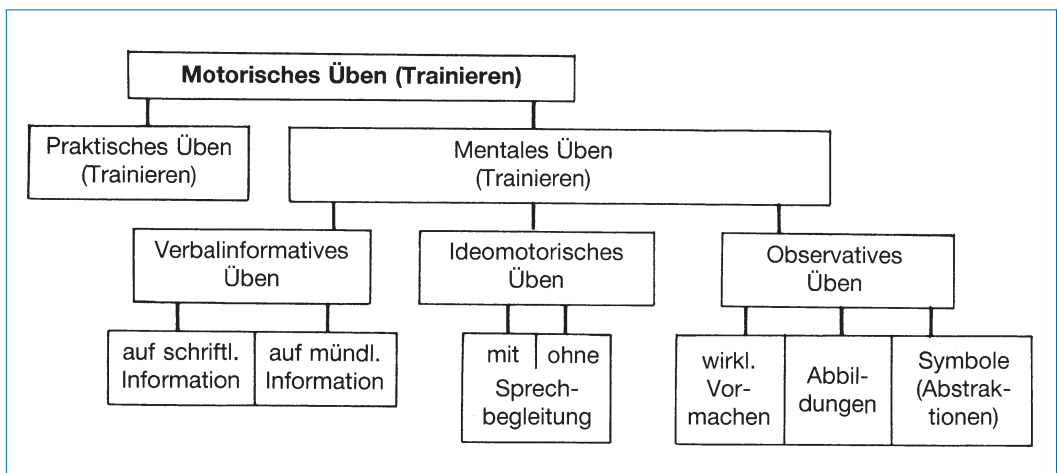 Motorisches Üben (Trainieren)
Praktisches Üben
(Trainieren)
Mentales Üben
(Trainieren)
Verbalinformatives
Üben
Ideomotorisches
Üben
Observatives
Üben
auf schriftl.
Information
auf mündl.
Information
mit ohne
Sprech-
begleitung
wirkl.
Vor-
machen
Abbil-
dungen
Symbole
(Abstrak-
tionen)